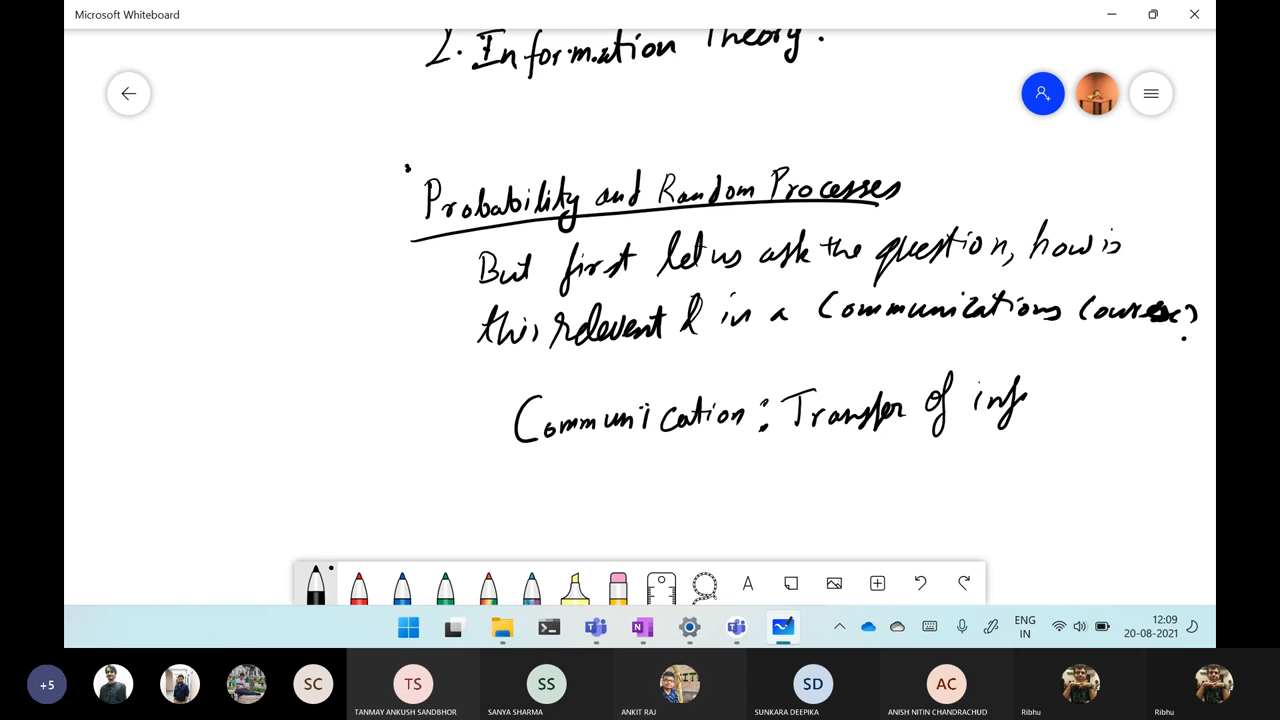 Microsoft Whiteboard
2. Information Theory.
Probability and Random Processes
But first let us ask the question, how is
this relevent in a Communications Course?
Communication: Transfer of info
A
ENG
IN
12:09
20-08-2021
+5
SC
TS
TANMAY ANKUSH SANDBHOR
SS
SANYA SHARMA
ANKIT RAJ
SD
SUNKARA DEEPIKA
AC
ANISH NITIN CHANDRACHUD
Ribhu
Ribhu